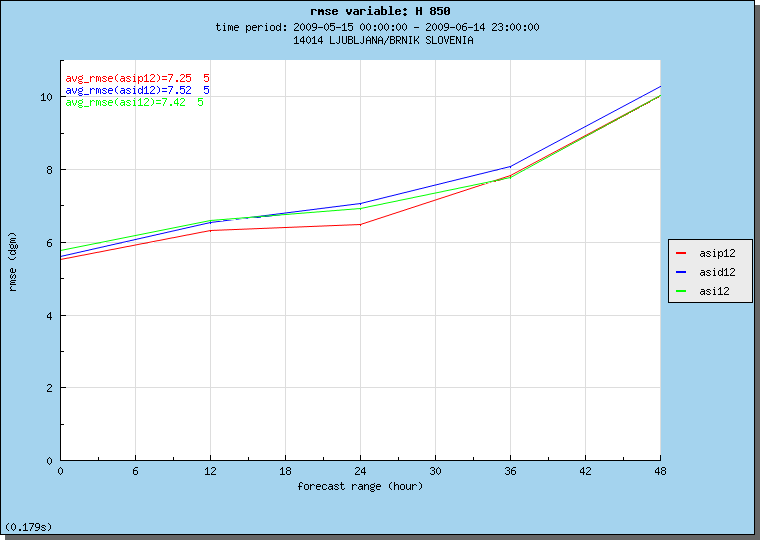 rmse variable: H 850
time period: 2009-05-15 00:00:00 - 2009-06-14 23:00:00
14014 LJUBLJANA/BRNIK SLOVENIA
avg_rmse(asip12)=7.25 5
avg_rmse(asid12)=7.52 5
avg_rmse(asi12)=7.42 5
10
8
6
4
2
0
rmse (dgm)
asip12
asid12
asi12
0 6 12 18 24 30 36 42 48
forecast range (hour)
(0.179s)